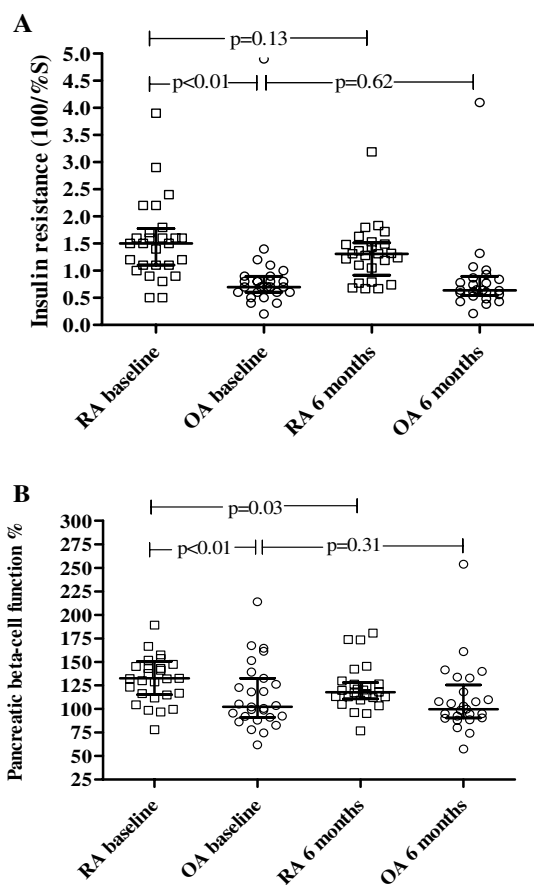 A
p=0.13
p<0.01
p=0.62
Insulin resistance (100/%S)
5.0
4.5
4.0
3.5
3.0
2.5
2.0
1.5
1.0
0.5
0.0
RA baseline
OA baseline
RA 6 months
OA 6 months
B
p=0.03
p<0.01
p=0.31
Pancreatic beta-cell function %
300
275
250
225
200
175
150
125
100
75
50
25
RA baseline
OA baseline
RA 6 months
OA 6 months